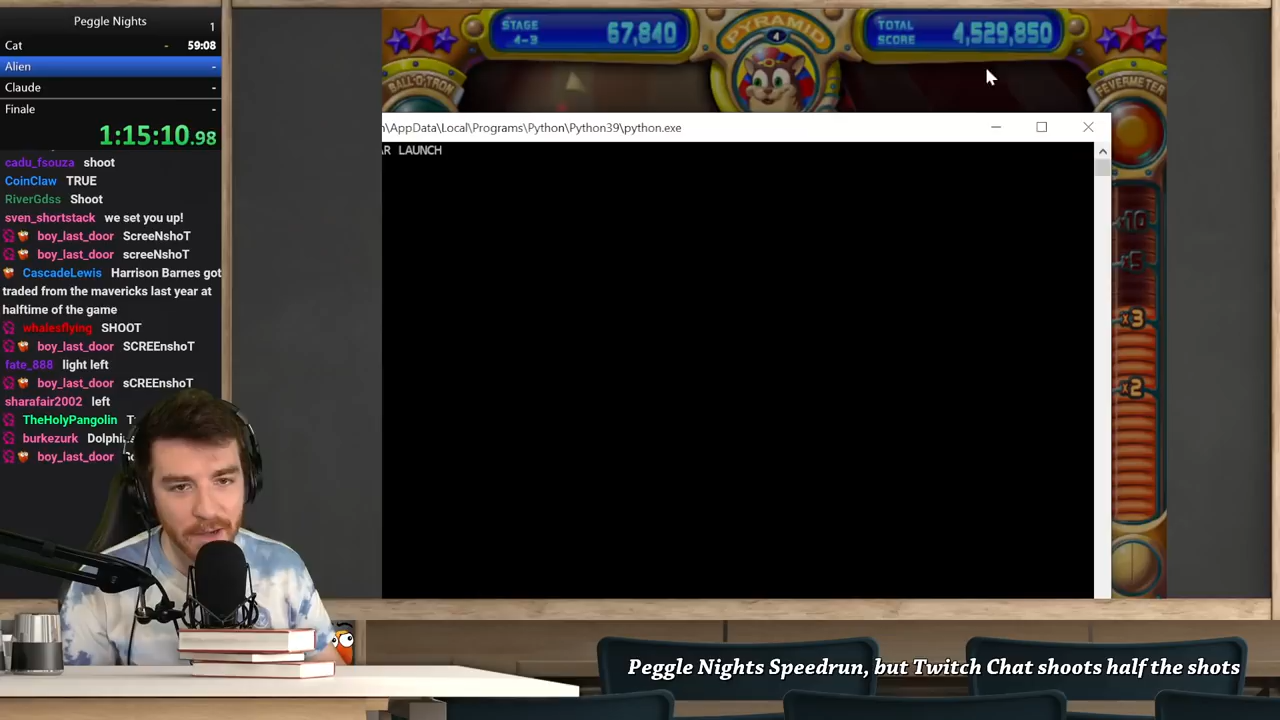 Peggle Nights
1
Cat - 59:08
Alien -
Claude -
Finale -
1:15:10.98
cadu_fsouza shoot
CoinClaw TRUE
RiverGdss Shoot
sven_shortstack we set you up!
boy_last_door ScreeNshoT
boy_last_door screeNshoT
CascadeLewis Harrison Barnes got
traded from the mavericks last year at
halftime of the game
whalesflying SHOOT
boy_last_door SCREEnshoT
fate_888 light left
boy_last_door sCREEnshoT
sharafair2002 left
TheHolyPangolin
burkezurk
boy_last_door
STAGE
4-3
67,840
PYRAMID
4
TOTAL
SCORE
4,529,850
BALL-O-TRON
FEVERMETER
\AppData\Local\Programs\Python\Python39\python.exe
AR LAUNCH
x10
x5
x3
x2
Peggle Nights Speedrun, but Twitch Chat shoots half the shots